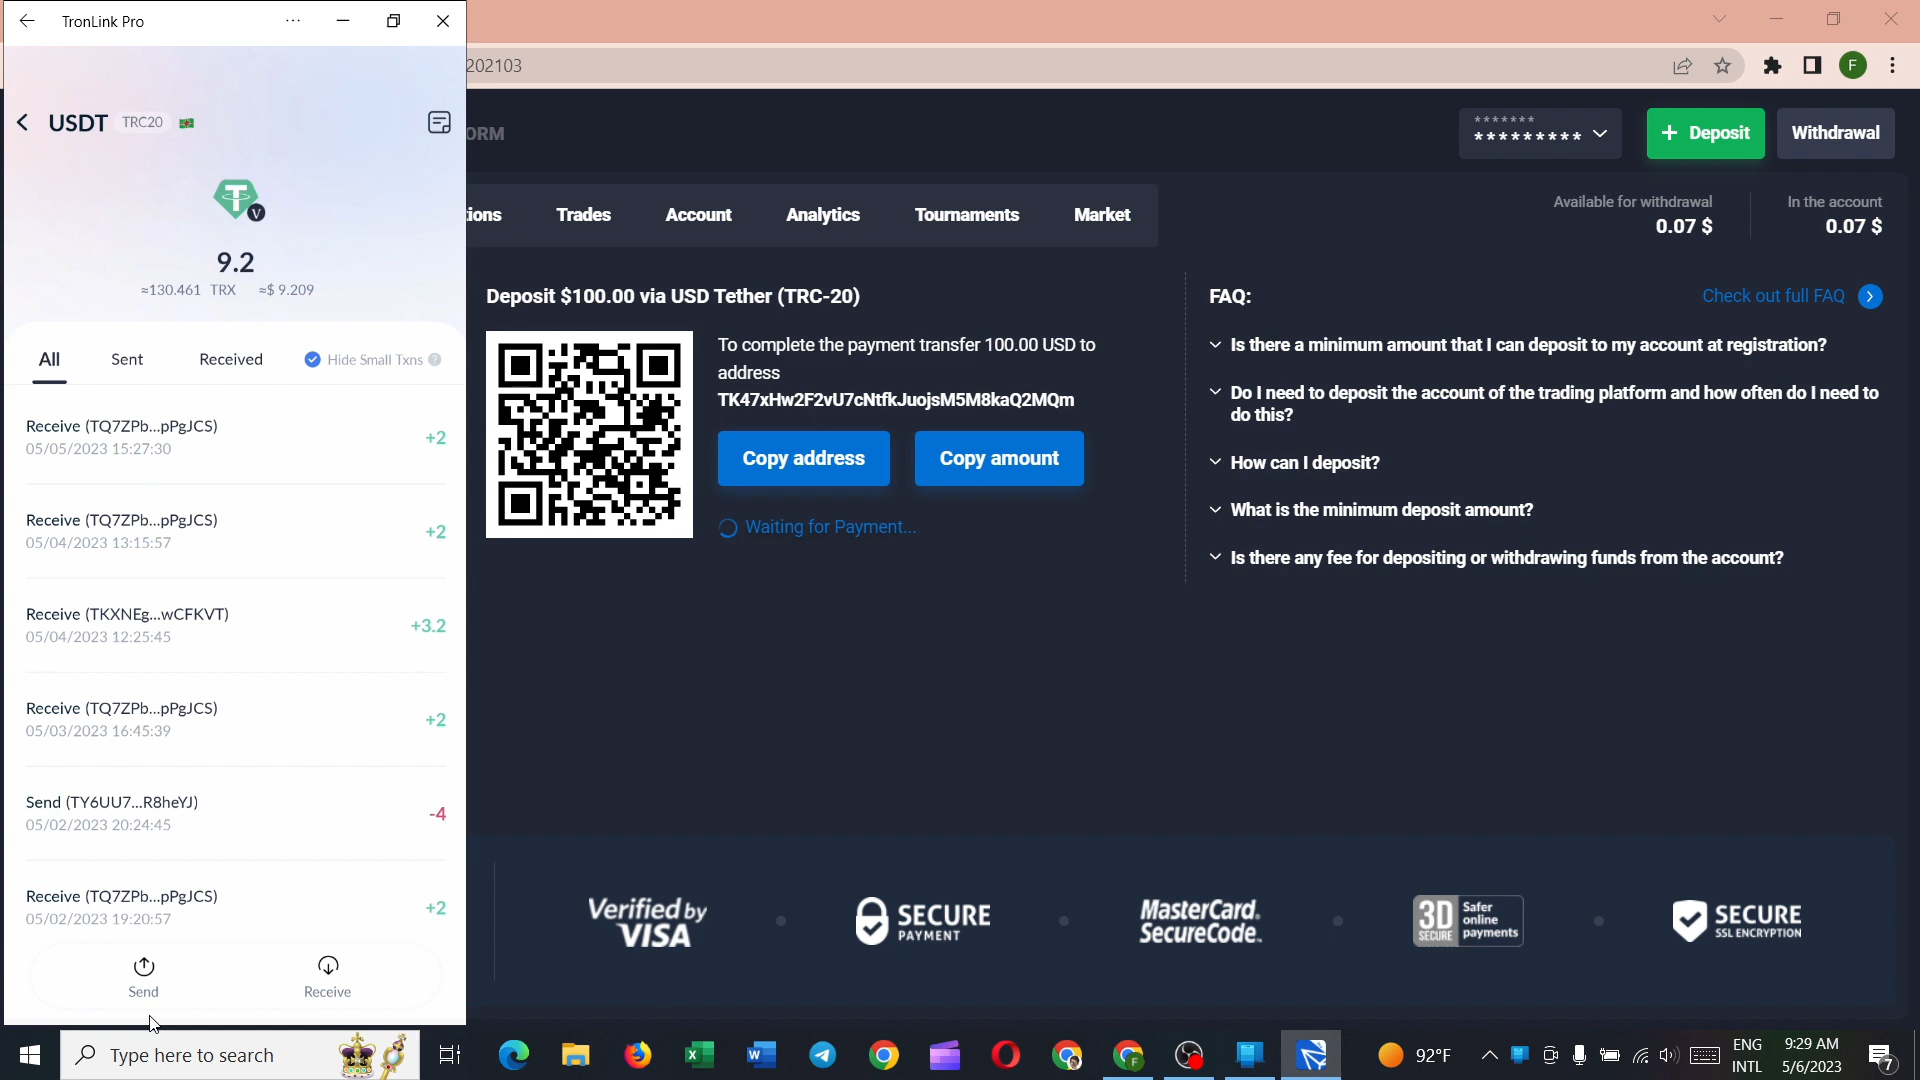 TronLink Pro
USDT TRC20
9.2
≈130.461 TRX ≈$ 9.209
All Sent Received Hide Small Txns
Receive (TQ7ZPb...pPgJCS)
05/05/2023 15:27:30
+2
Receive (TQ7ZPb...pPgJCS)
05/04/2023 13:15:57
+2
Receive (TKXNEg...wCFKVT)
05/04/2023 12:25:45
+3.2
Receive (TQ7ZPb...pPgJCS)
05/03/2023 16:45:39
+2
Send (TY6UU7...R8heYJ)
05/02/2023 20:24:45
-4
Receive (TQ7ZPb...pPgJCS)
05/02/2023 19:20:57
+2
Send Receive
202103
F
ORM
*******
*********
+ Deposit
Withdrawal
tions Trades Account Analytics Tournaments Market
Available for withdrawal
0.07 $
In the account
0.07 $
Deposit $100.00 via USD Tether (TRC-20)
To complete the payment transfer 100.00 USD to
address
TK47xHw2F2vU7cNtfkJuojsM5M8kaQ2MQm
Copy address Copy amount
Waiting for Payment...
FAQ:
Check out full FAQ
Is there a minimum amount that I can deposit to my account at registration?
Do I need to deposit the account of the trading platform and how often do I need to
do this?
How can I deposit?
What is the minimum deposit amount?
Is there any fee for depositing or withdrawing funds from the account?
Verified by
VISA
SECURE
PAYMENT
MasterCard.
SecureCode.
3D
SECURE
Safer
online
payments
SECURE
SSL ENCRYPTION
Type here to search
92°F
ENG
INTL
9:29 AM
5/6/2023
7